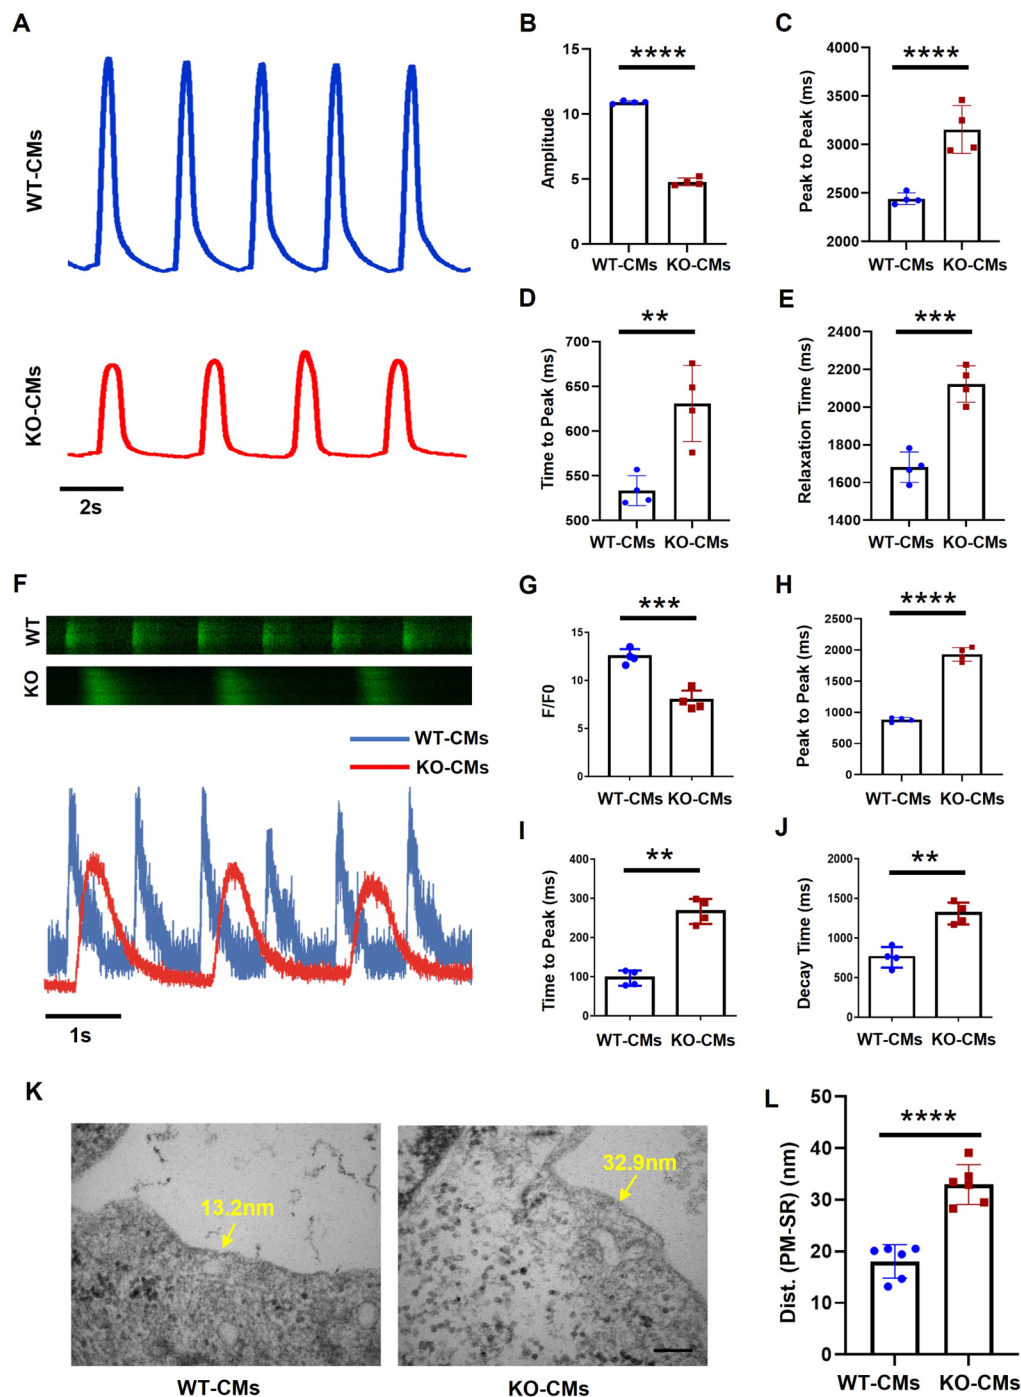 A
WT-CMs
KO-CMs
2s
B
****
15
10
5
0
Amplitude
WT-CMs KO-CMs
C
****
4000
3500
3000
2500
2000
Peak to Peak (ms)
WT-CMs KO-CMs
D
**
700
650
600
550
500
Time to Peak (ms)
WT-CMs KO-CMs
E
***
2400
2200
2000
1800
1600
1400
Relaxation Time (ms)
WT-CMs KO-CMs
F
WT
KO
WT-CMs
KO-CMs
1s
G
***
15
10
5
0
F/F0
WT-CMs KO-CMs
H
****
2500
2000
1500
1000
500
0
Peak to Peak (ms)
WT-CMs KO-CMs
I
**
400
300
200
100
0
Time to Peak (ms)
WT-CMs KO-CMs
J
**
2000
1500
1000
500
0
Decay Time (ms)
WT-CMs KO-CMs
K
13.2nm
32.9nm
WT-CMs
KO-CMs
L
****
50
40
30
20
10
0
Dist. (PM-SR) (nm)
WT-CMs KO-CMs